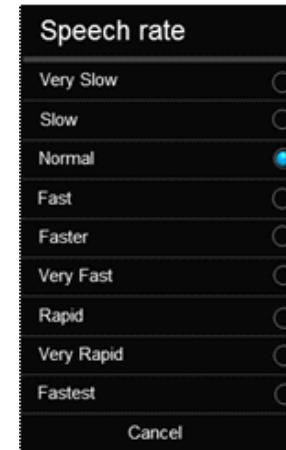 Speech rate
Very Slow
Slow
Normal
Fast
Faster
Very Fast
Rapid
Very Rapid
Fastest
Cancel